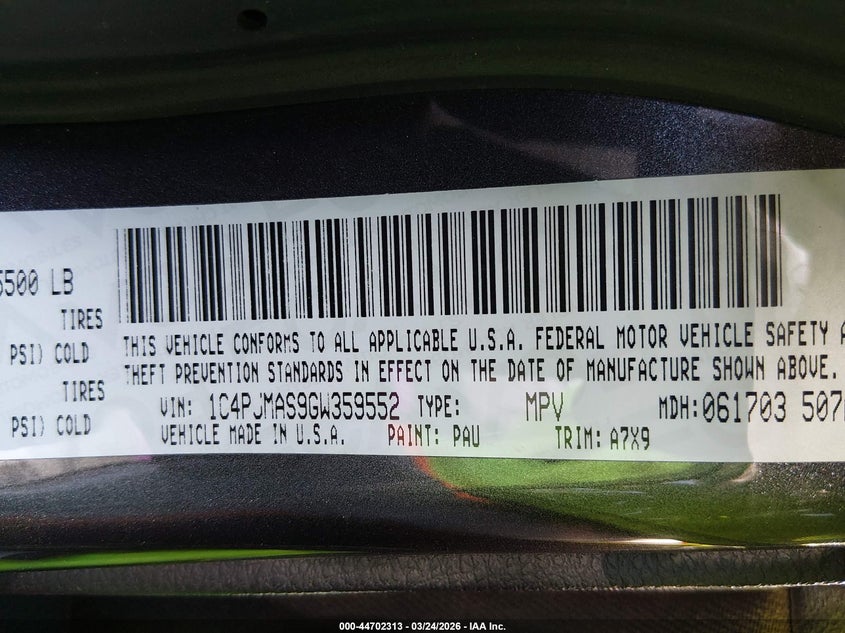 5500 LB
TIRES
PSI) COLD
TIRES
PSI) COLD
THIS VEHICLE CONFORMS TO ALL APPLICABLE U.S.A. FEDERAL MOTOR VEHICLE SAFETY
THEFT PREVENTION STANDARDS IN EFFECT ON THE DATE OF MANUFACTURE SHOWN ABOVE.
VIN: 1C4PJMAS9GW359552 TYPE: MPV MDH: 061703 507
VEHICLE MADE IN U.S.A. PAINT: PAU TRIM: A7X9
000-44702313 - 03/24/2026 - IAA Inc.